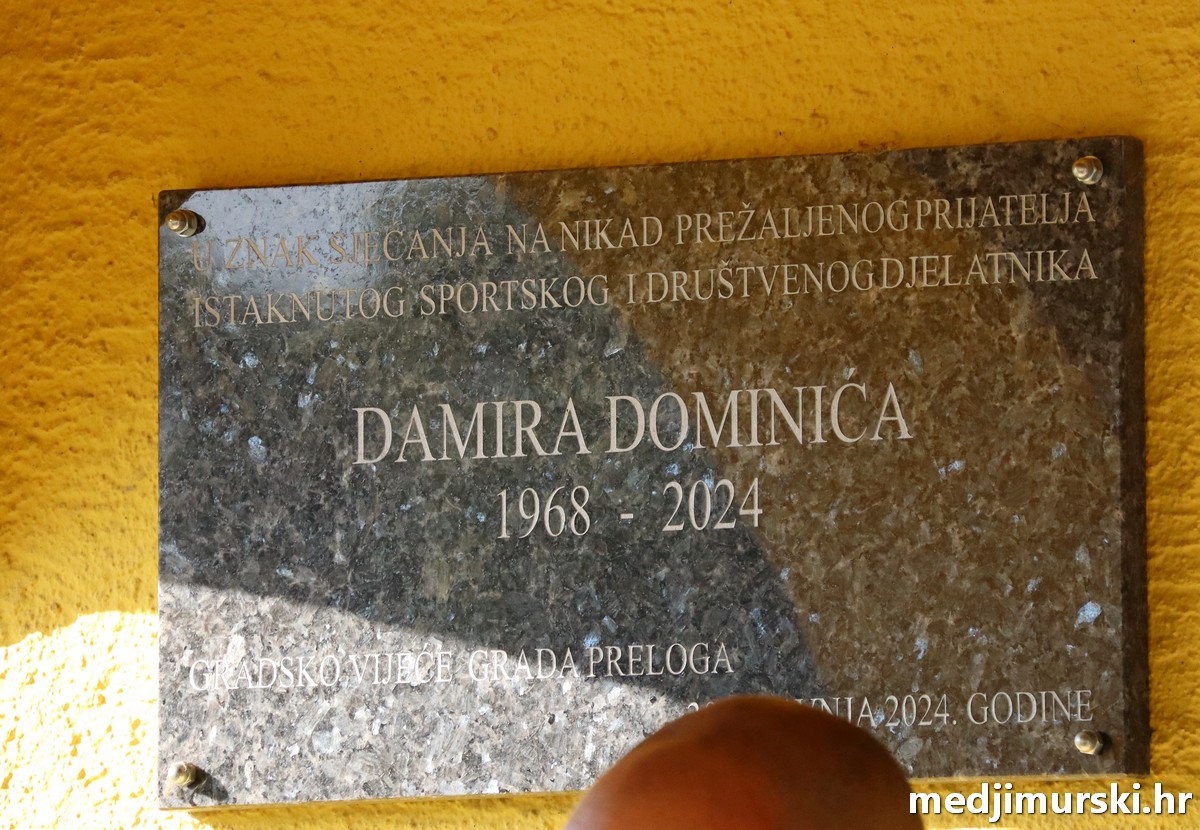 U ZNAK SJEĆANJA NA NIKAD PREŽALJENOG PRIJATELJA
ISTAKNUTOG SPORTSKOG I DRUŠTVENOG DJELATNIKA
DAMIRA DOMINIĆA
1968 - 2024
GRADSKO VIJEĆE GRADA PRELOGA
2024. GODINE
medjimurski.hr